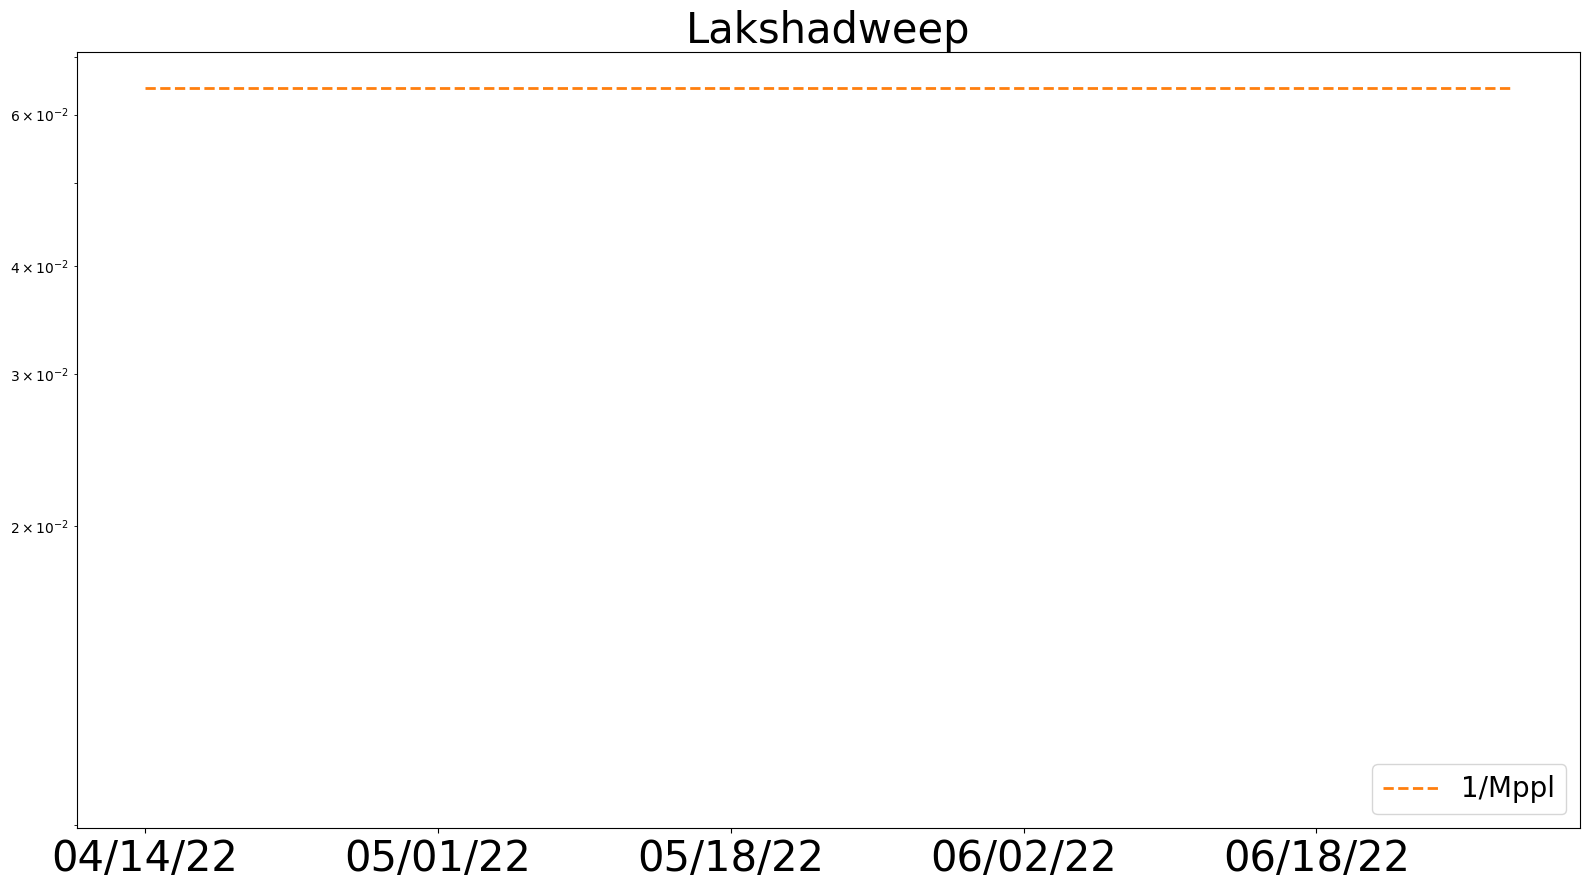 Lakshadweep
6 × 10⁻²
4 × 10⁻²
3 × 10⁻²
2 × 10⁻²
1/Mppl
04/14/22 05/01/22 05/18/22 06/02/22 06/18/22